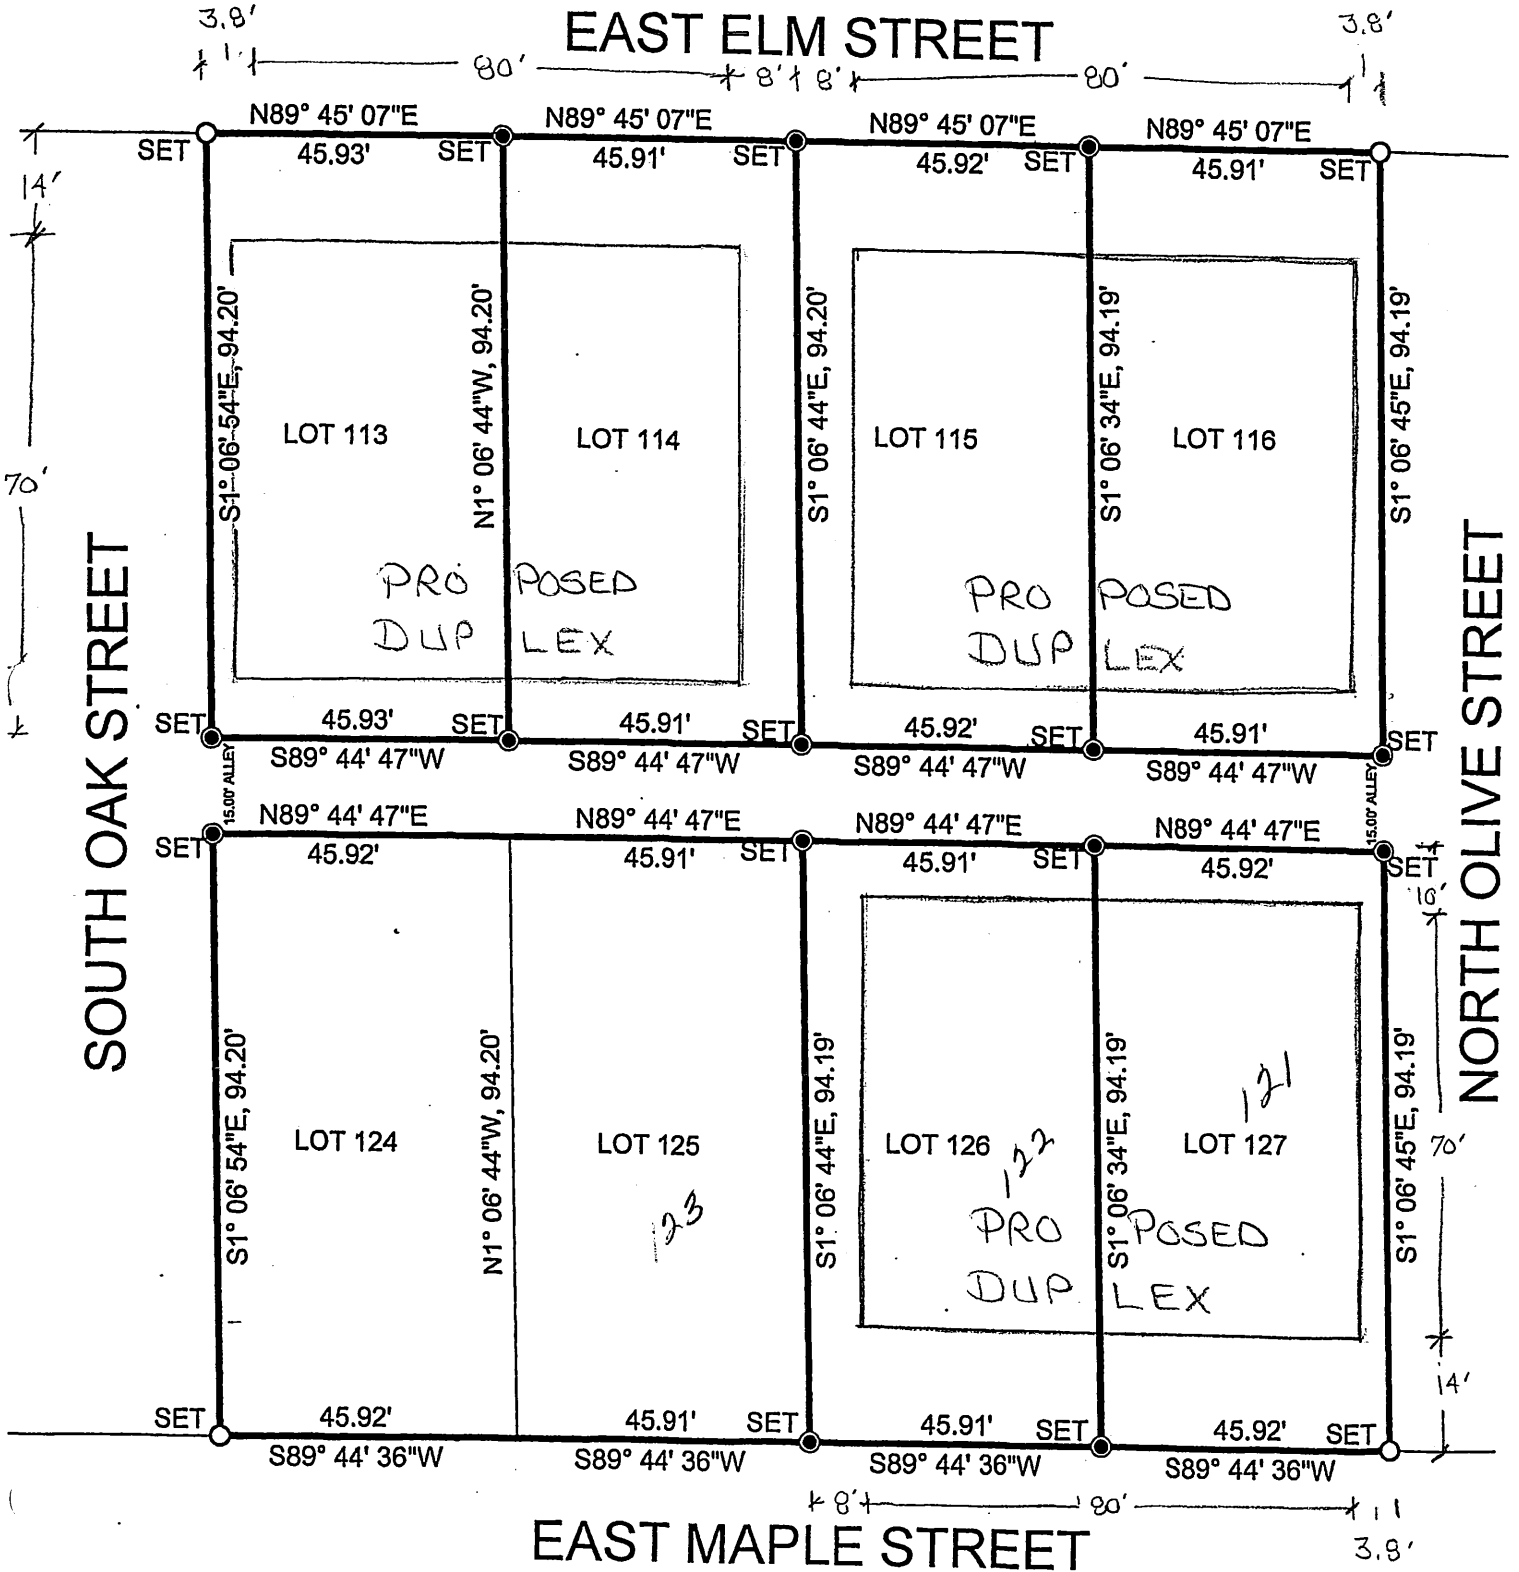 3.8'
EAST ELM STREET
3.8'
80'
8'
8'
80'
N89° 45' 07"E
N89° 45' 07"E
N89° 45' 07"E
N89° 45' 07"E
SET
45.93'
SET
45.91'
SET
45.92'
SET
45.91'
SET
14'
70'
S1° 06' 54"E, 94.20'
N1° 06' 44"W, 94.20'
S1° 06' 44"E, 94.20'
S1° 06' 34"E, 94.19'
S1° 06' 45"E, 94.19'
LOT 113
LOT 114
LOT 115
LOT 116
PRO POSED
DUP LEX
PRO POSED
DUP LEX
SOUTH OAK STREET
NORTH OLIVE STREET
SET
45.93'
SET
45.91'
SET
45.92'
SET
45.91'
SET
S89° 44' 47"W
S89° 44' 47"W
S89° 44' 47"W
S89° 44' 47"W
15.00' ALLEY
15.00' ALLEY
N89° 44' 47"E
N89° 44' 47"E
N89° 44' 47"E
N89° 44' 47"E
SET
45.92'
45.91'
SET
45.91'
SET
45.92'
SET
10'
70'
14'
S1° 06' 54"E, 94.20'
N1° 06' 44"W, 94.20'
S1° 06' 44"E, 94.19'
S1° 06' 34"E, 94.19'
S1° 06' 45"E, 94.19'
LOT 124
LOT 125
LOT 126
LOT 127
123
122
121
PRO POSED
DUP LEX
SET
45.92'
45.91'
SET
45.91'
SET
45.92'
SET
S89° 44' 36"W
S89° 44' 36"W
S89° 44' 36"W
S89° 44' 36"W
8'
80'
3.8'
EAST MAPLE STREET